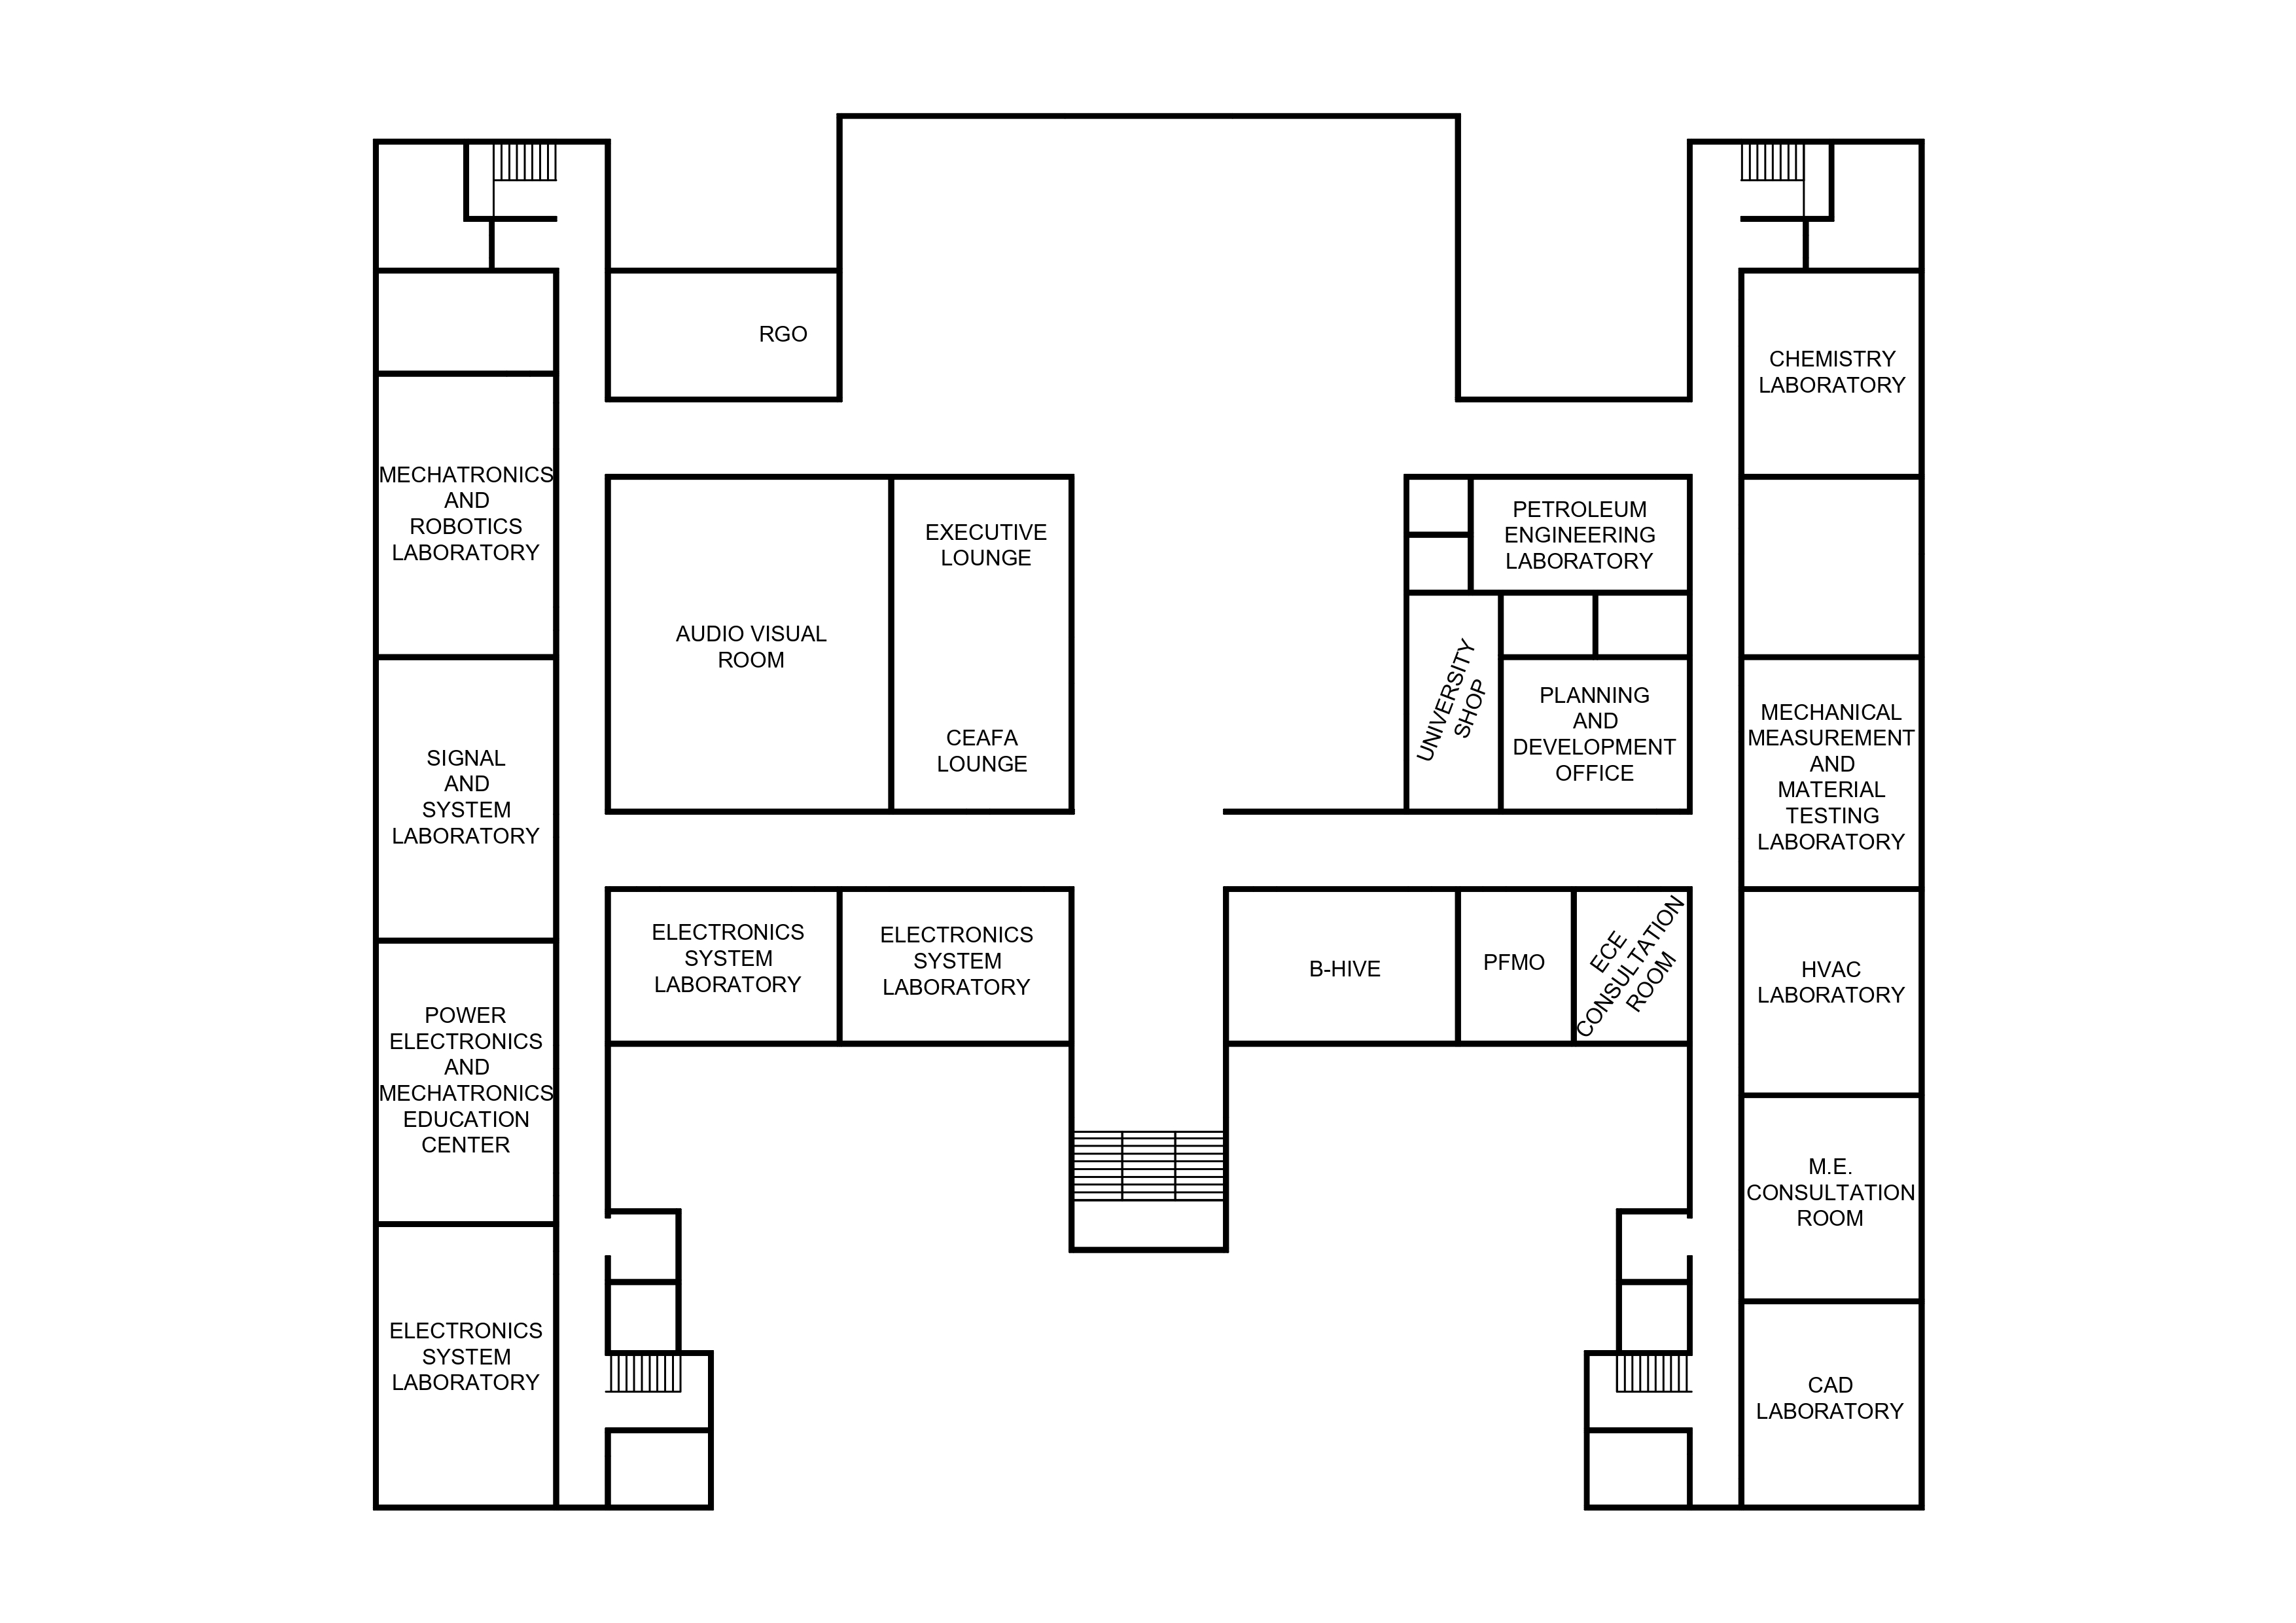 RGO
CHEMISTRY
LABORATORY
MECHATRONICS
AND
ROBOTICS
LABORATORY
EXECUTIVE
LOUNGE
PETROLEUM
ENGINEERING
LABORATORY
AUDIO VISUAL
ROOM
UNIVERSITY
SHOP
PLANNING
AND
DEVELOPMENT
OFFICE
CEAFA
LOUNGE
SIGNAL
AND
SYSTEM
LABORATORY
MECHANICAL
MEASUREMENT
AND
MATERIAL
TESTING
LABORATORY
ELECTRONICS
SYSTEM
LABORATORY
ELECTRONICS
SYSTEM
LABORATORY
B-HIVE
PFMO
ECE
CONSULTATION
ROOM
HVAC
LABORATORY
POWER
ELECTRONICS
AND
MECHATRONICS
EDUCATION
CENTER
M.E.
CONSULTATION
ROOM
ELECTRONICS
SYSTEM
LABORATORY
CAD
LABORATORY